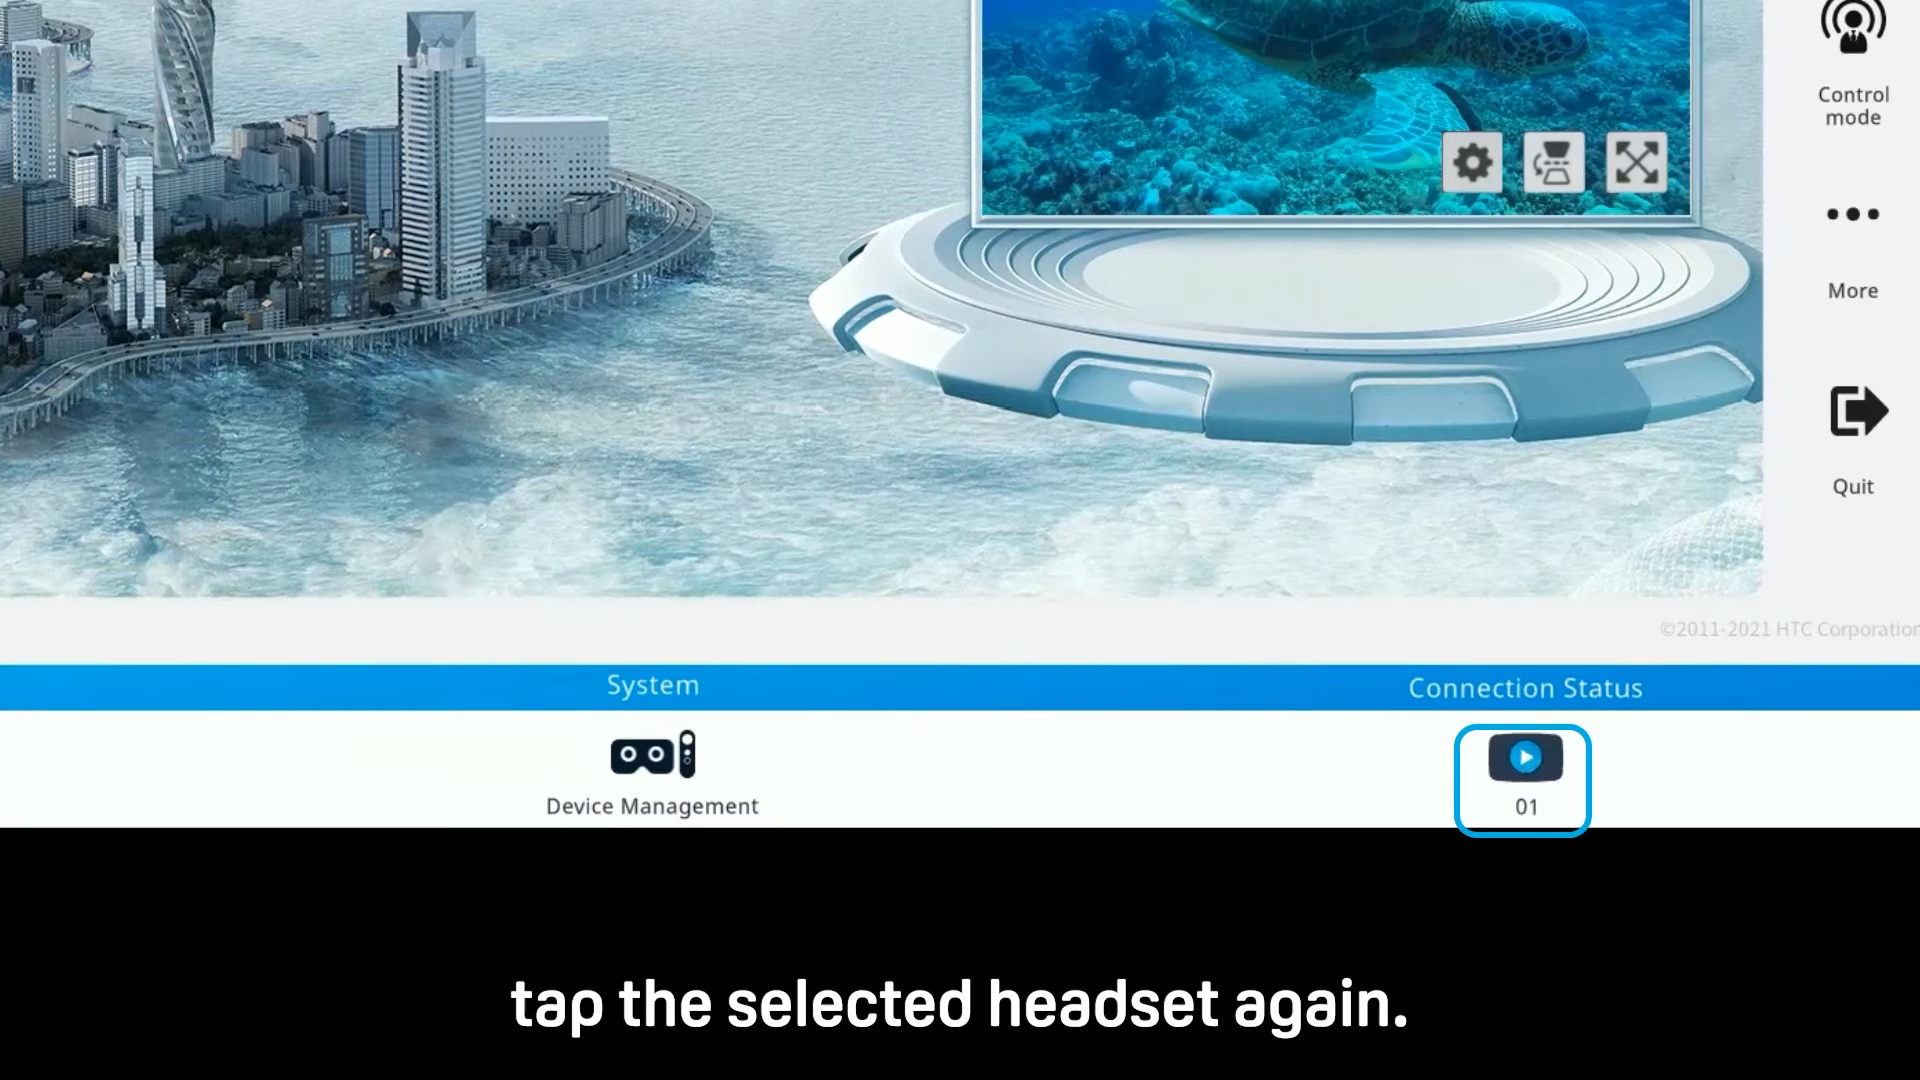 Control
mode
More
Quit
©2011-2021 HTC Corporation
System
Connection Status
Device Management
01
tap the selected headset again.